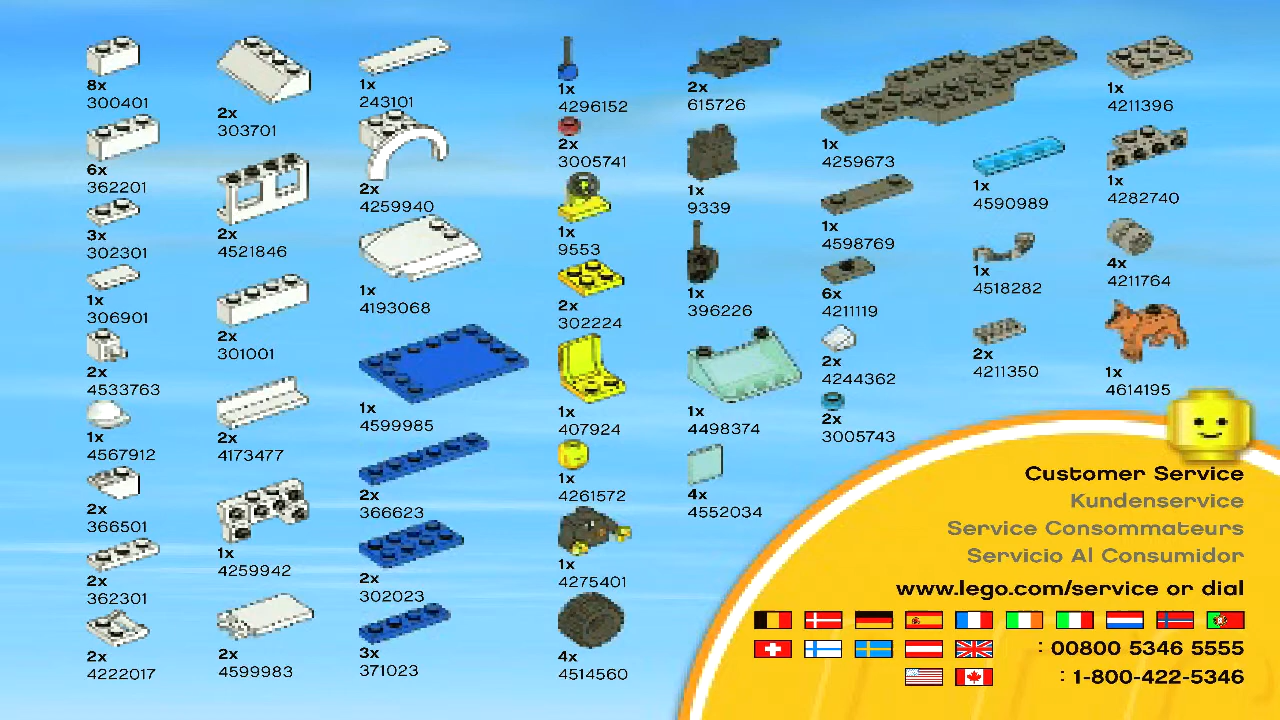 8x
300401
6x
362201
3x
302301
1x
306901
2x
4533763
1x
4567912
2x
366501
2x
362301
2x
4222017
2x
303701
2x
4521846
2x
301001
2x
4173477
1x
4259942
2x
4599983
1x
243101
2x
4259940
1x
4193068
1x
4599985
2x
366623
2x
302023
3x
371023
1x
4296152
2x
3005741
1x
9553
2x
302224
1x
407924
1x
4261572
1x
4275401
4x
4514560
2x
615726
1x
9339
1x
396226
1x
4498374
4x
4552034
1x
4259673
1x
4598769
6x
4211119
2x
4244362
2x
3005743
1x
4590989
1x
4518282
2x
4211350
1x
4211396
1x
4282740
4x
4211764
1x
4614195
Customer Service
Kundenservice
Service Consommateurs
Servicio Al Consumidor
www.lego.com/service or dial
: 00800 5346 5555
: 1-800-422-5346